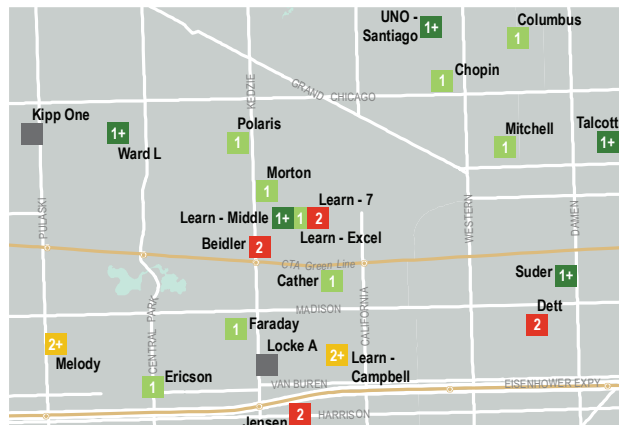 UNO -
Santiago
1+
Columbus
1
Chopin
1
GRAND
CHICAGO
KEDZIE
Kipp One
1+
Ward L
Polaris
1
Mitchell
1
Talcott
1+
Morton
1
Learn - 7
Learn - Middle
1+
1
2
Learn - Excel
Beidler
2
PULASKI
WESTERN
DAMEN
CTA Green Line
Cather
1
Suder
1+
MADISON
CENTRAL PARK
CALIFORNIA
Dett
2
Faraday
1
2+
Melody
Locke A
2+
Learn -
Campbell
Ericson
1
VAN BUREN
EISENHOWER EXPY
Jensen
2
HARRISON